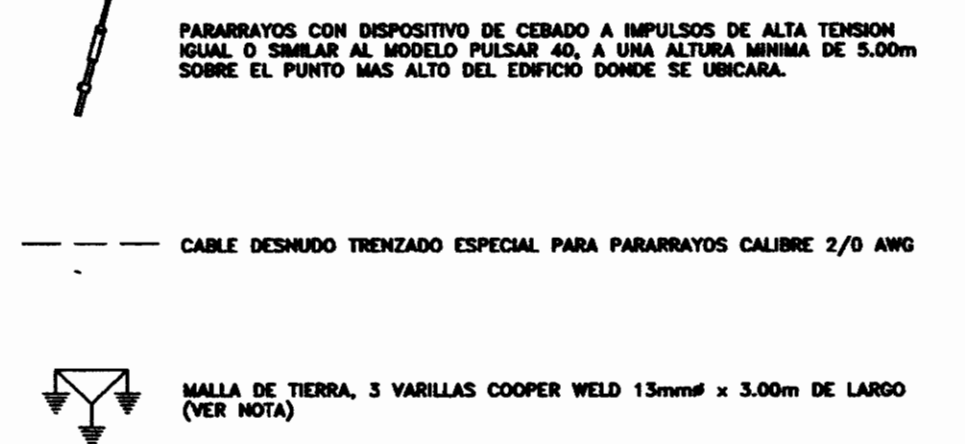 PARARRAYOS CON DISPOSITIVO DE CEBADO A IMPULSOS DE ALTA TENSION
IGUAL O SIMILAR AL MODELO PULSAR 40, A UNA ALTURA MINIMA DE 5.00m
SOBRE EL PUNTO MAS ALTO DEL EDIFICIO DONDE SE UBICARA.
CABLE DESNUDO TRENZADO ESPECIAL PARA PARARRAYOS CALIBRE 2/0 AWG
MALLA DE TIERRA, 3 VARILLAS COOPER WELD 13mmø x 3.00m DE LARGO
(VER NOTA)